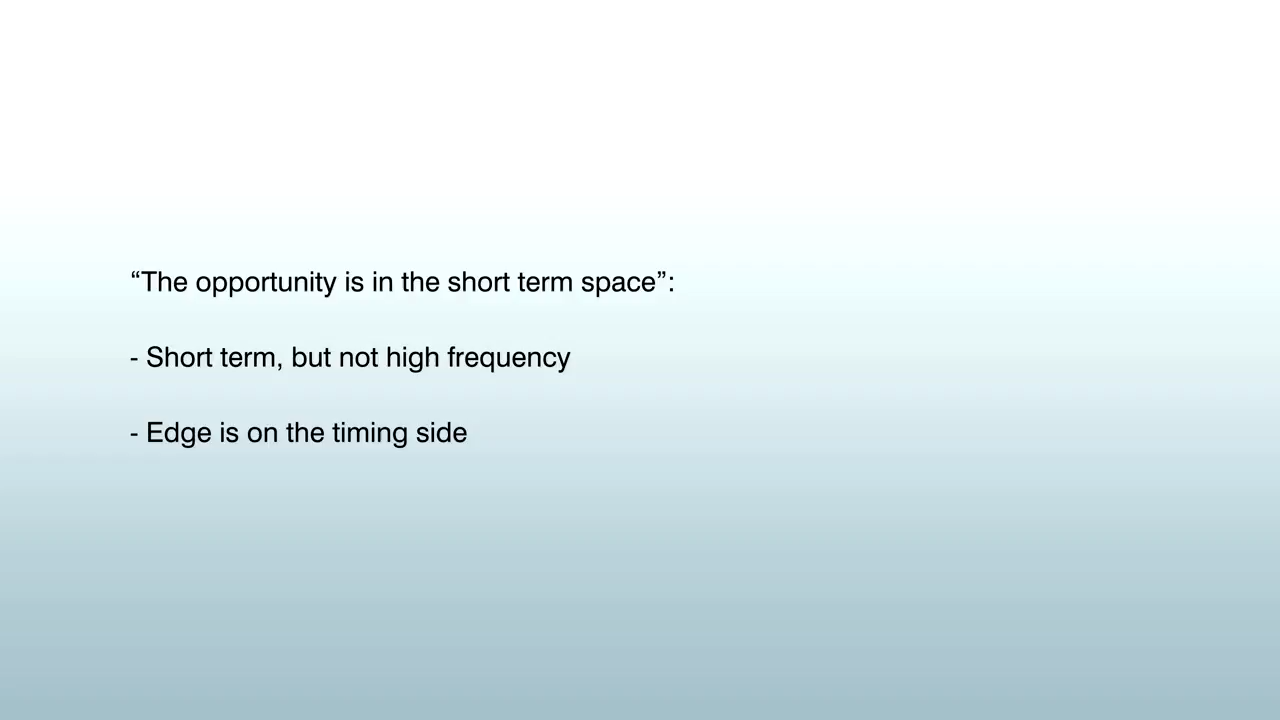 “The opportunity is in the short term space”:
- Short term, but not high frequency
- Edge is on the timing side